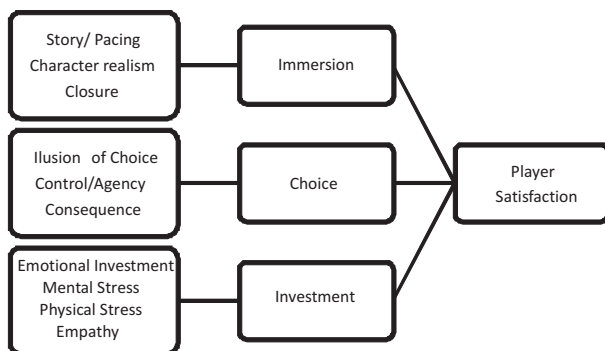 Story/ Pacing
Character realism
Closure
Immersion
Ilusion of Choice
Control/Agency
Consequence
Choice
Player
Satisfaction
Emotional Investment
Mental Stress
Physical Stress
Empathy
Investment